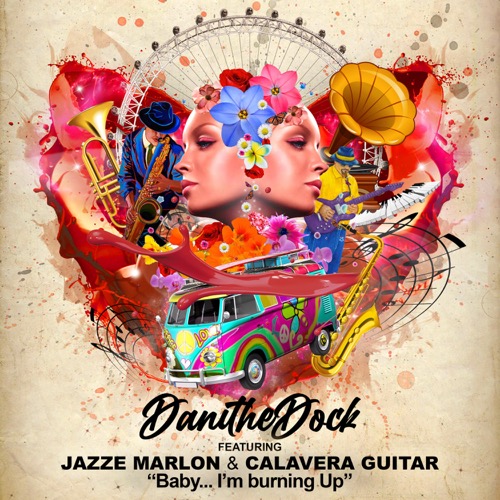 DanitheDock
FEATURING
JAZZE MARLON & CALAVERA GUITAR
“Baby... I’m burning Up”